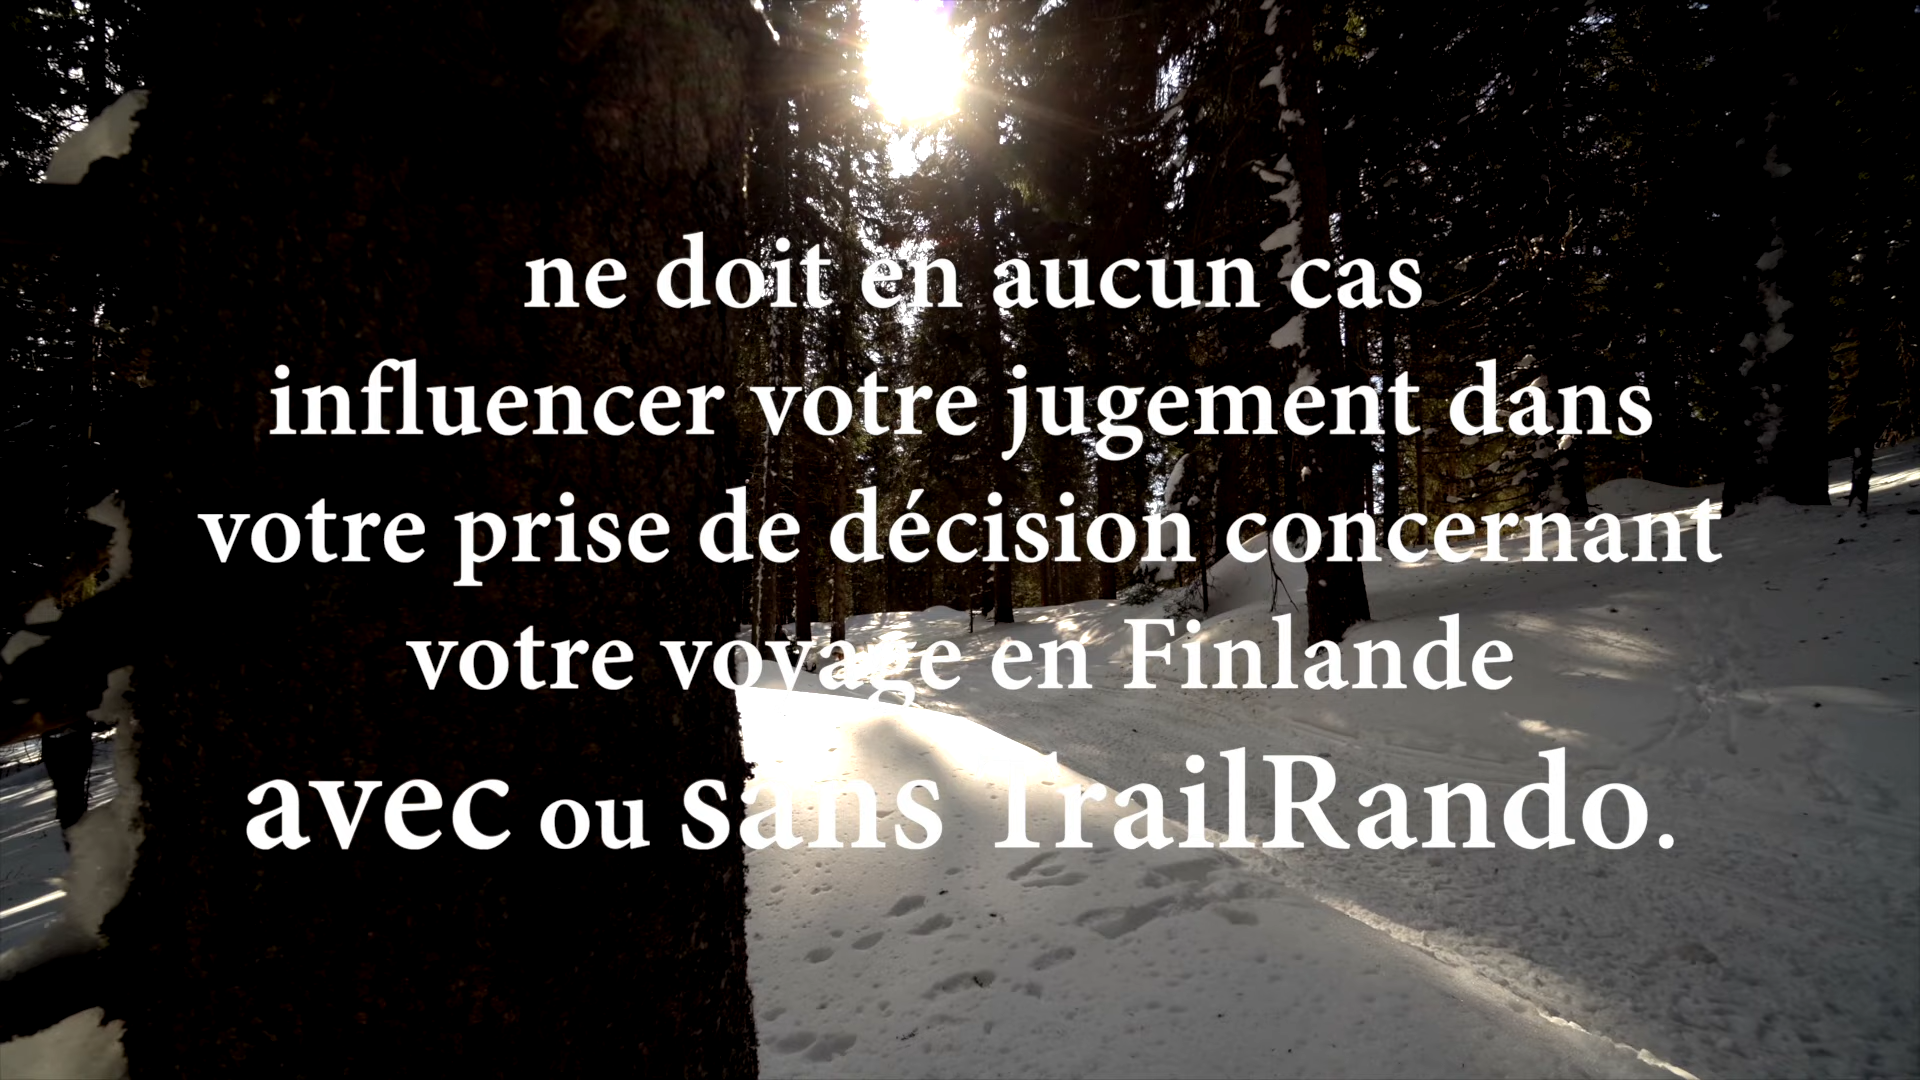 ne doit en aucun cas
influencer votre jugement dans
votre prise de décision concernant
votre voyage en Finlande
avec ou sans TrailRando.